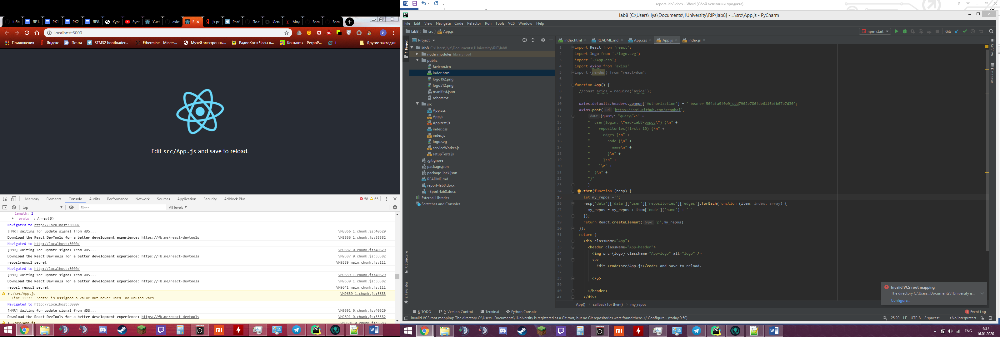 report-lab8.docx - Word (Сбой активации продукта)
iu5t
ЛР1
РК1
РК2
ЛР8.
Кур
Synt
Учеб
axio
js pr
Разб
Пол
Исп
Мод
Form
Form
localhost:3000
Приложения
Яндекс
Почта
STM32 bootloader...
Ethermine - Miners...
Музей электронны...
РадиоКот :: Часы н...
Контакты - РетроР...
i
Другие закладки
Edit src/App.js and save to reload.
Memory Elements Console Audits Performance Network Sources Application Security Adblock Plus 58 65
top Filter All levels
length: 2
__proto__: Array(0)
Navigated to http://localhost:3000/
[HMR] Waiting for update signal from WDS... VM8866 1.chunk.js:40629
Download the React DevTools for a better development experience: https://fb.me/react-devtools VM8866 1.chunk.js:33582
Navigated to http://localhost:3000/
[HMR] Waiting for update signal from WDS... VM9587 0.chunk.js:40629
Download the React DevTools for a better development experience: https://fb.me/react-devtools VM9587 0.chunk.js:33582
repos1repos2_secret VM9589 main.chunk.js:111
Navigated to http://localhost:3000/
[HMR] Waiting for update signal from WDS... VM9639 1.chunk.js:40629
Download the React DevTools for a better development experience: https://fb.me/react-devtools VM9639 1.chunk.js:33582
repos1 repos2_secret VM9641 main.chunk.js:111
./src/App.js VM9639 1.chunk.js:5683
Line 11:7: 'data' is assigned a value but never used no-unused-vars
Navigated to http://localhost:3000/
[HMR] Waiting for update signal from WDS... VM9691 0.chunk.js:40629
Download the React DevTools for a better development experience: https://fb.me/react-devtools VM9691 0.chunk.js:33582
./src/App.js VM9691 0.chunk.js:5683
lab8 [C:\Users\Ilya\Documents\1University\RIP\lab8] - ...\src\App.js - PyCharm
File Edit View Navigate Code Refactor Run Tools VCS Window Help
lab8 src App.js npm start Git:
Project
index.html README.md App.css App.js index.js
1: Project
lab8 C:\Users\Ilya\Documents\1University\RIP\lab8
node_modules library root
public
favicon.ico
index.html
logo192.png
logo512.png
manifest.json
robots.txt
src
App.css
App.js
App.test.js
index.css
index.js
logo.svg
serviceWorker.js
setupTests.js
.gitignore
package.json
package-lock.json
README.md
report-lab8.docx
~$port-lab8.docx
External Libraries
Scratches and Consoles
7: Structure
2: Favorites
1 import React from 'react';
2 import logo from './logo.svg';
3 import './App.css';
4 import axios from 'axios'
5 import {render} from "react-dom";
6
7 function App() {
8 //const axios = require('axios');
9
10 axios.defaults.headers.common['Authorization'] = ' bearer 504afa9f0e9fcdd7902e786fde6116bfb07b7d30';
11 axios.post( url: 'https://api.github.com/graphql',
12 data: {query: "query{\n" +
13 " user(login: \"ead-lab8-popov\") {\n" +
14 " repositories(first: 10) {\n" +
15 " edges {\n" +
16 " node {\n" +
17 " name\n" +
18 " }\n" +
19 " }\n" +
20 " }\n" +
21 " }\n" +
22 "}"
23 }
24 .then(function (resp) {
25 let my_repos ='';
26 resp['data']['data']['user']['repositories']['edges'].forEach(function (item, index, array) {
27 my_repos = my_repos + item['node']['name'] + ' '
28 });
29 return React.createElement( type: 'p',my_repos)
30 });
31 return (
32 <div className="App">
33 <header className="App-header">
34 <img src={logo} className="App-logo" alt="logo" />
35 <p>
36 Edit <code>src/App.js</code> and save to reload.
37
38 </p>
39
40 </header>
41 </div>
SciView
Database
Invalid VCS root mapping
The directory C:\Users...Documents\1University is...
Configure...
App() callback for then() my_repos
6: TODO 9: Version Control Terminal Python Console 1 Event Log
Invalid VCS root mapping: The directory C:\Users...Documents\1University is registered as a Git root, but no Git repositories were found there. // Configure... (today 0:50) 25:20 LF UTF-8 2 spaces* <No interpreter>
ENG
4:37
16.01.2020